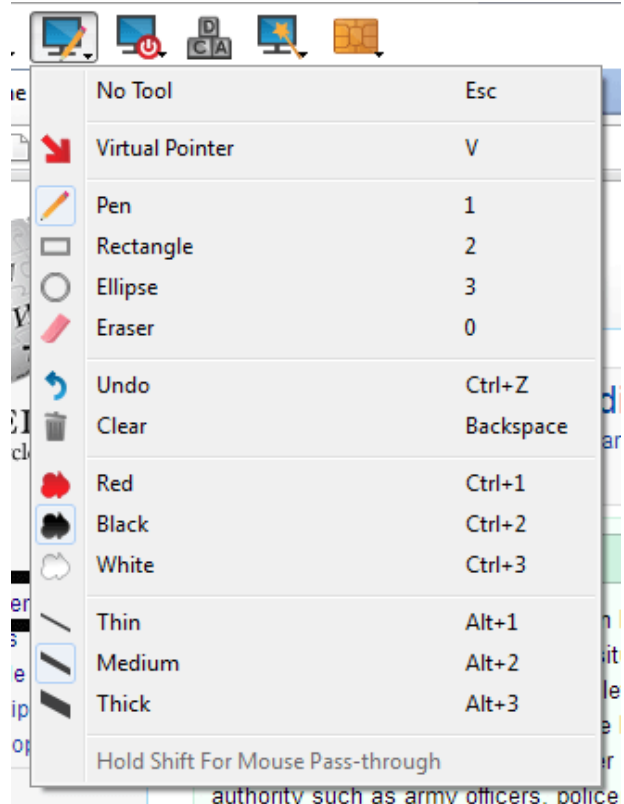 D
C A
No Tool Esc
Virtual Pointer V
Pen 1
Rectangle 2
Ellipse 3
Eraser 0
Undo Ctrl+Z
Clear Backspace
Red Ctrl+1
Black Ctrl+2
White Ctrl+3
Thin Alt+1
Medium Alt+2
Thick Alt+3
Hold Shift For Mouse Pass-through
authority such as army officers, police